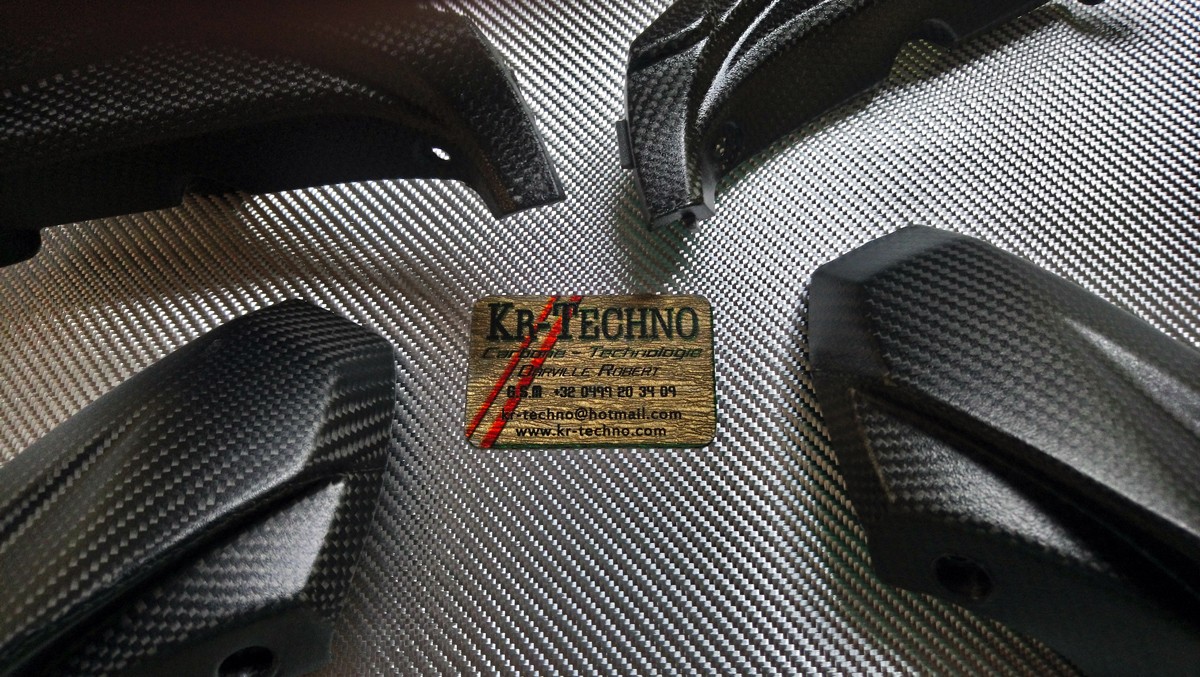 KR-TECHNO
Carbone - Technologie
Darville Robert
G.S.M +32 0499 20 34 09
kr-techno@hotmail.com
www.kr-techno.com